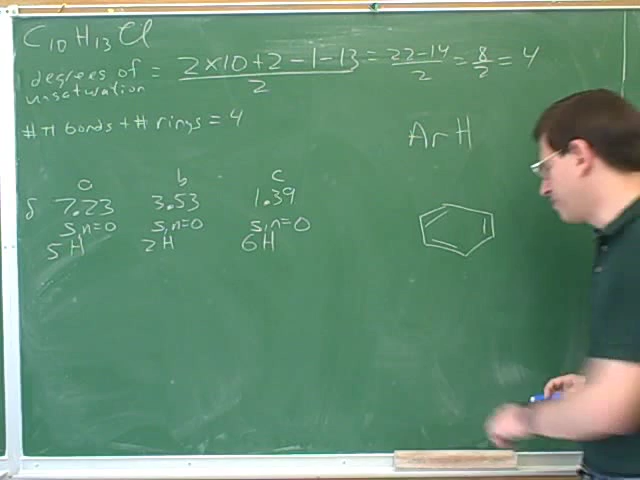 C10H13Cl
degrees of unsaturation = 2×10+2-1-13 / 2 = 22-14 / 2 = 8 / 2 = 4
# π bonds + # rings = 4
ArH
a b c
δ 7.23 3.53 1.39
s, n=0 s, n=0 s, n=0
5H 2H 6H